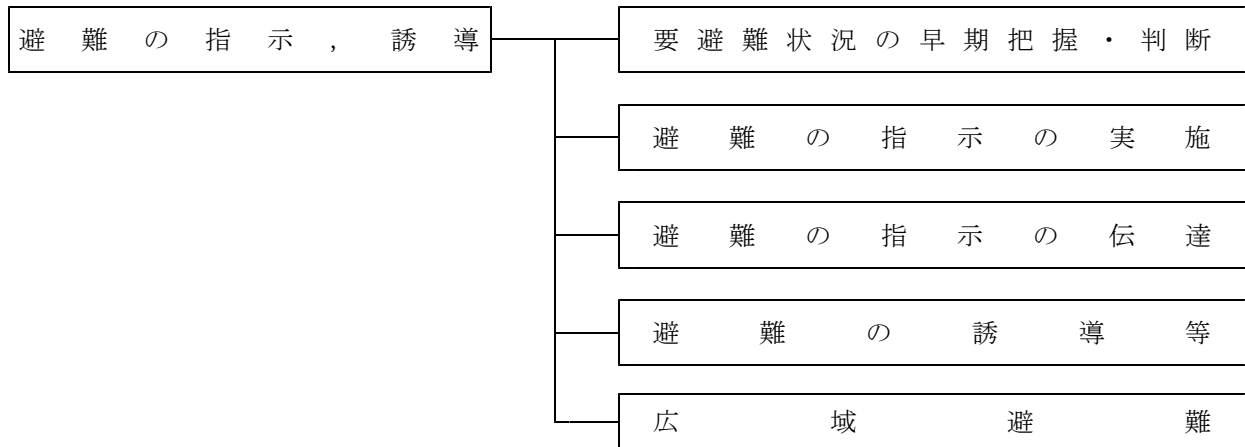 避難の指示，誘導
要避難状況の早期把握・判断
避難の指示の実施
避難の指示の伝達
避難の誘導等
広域避難